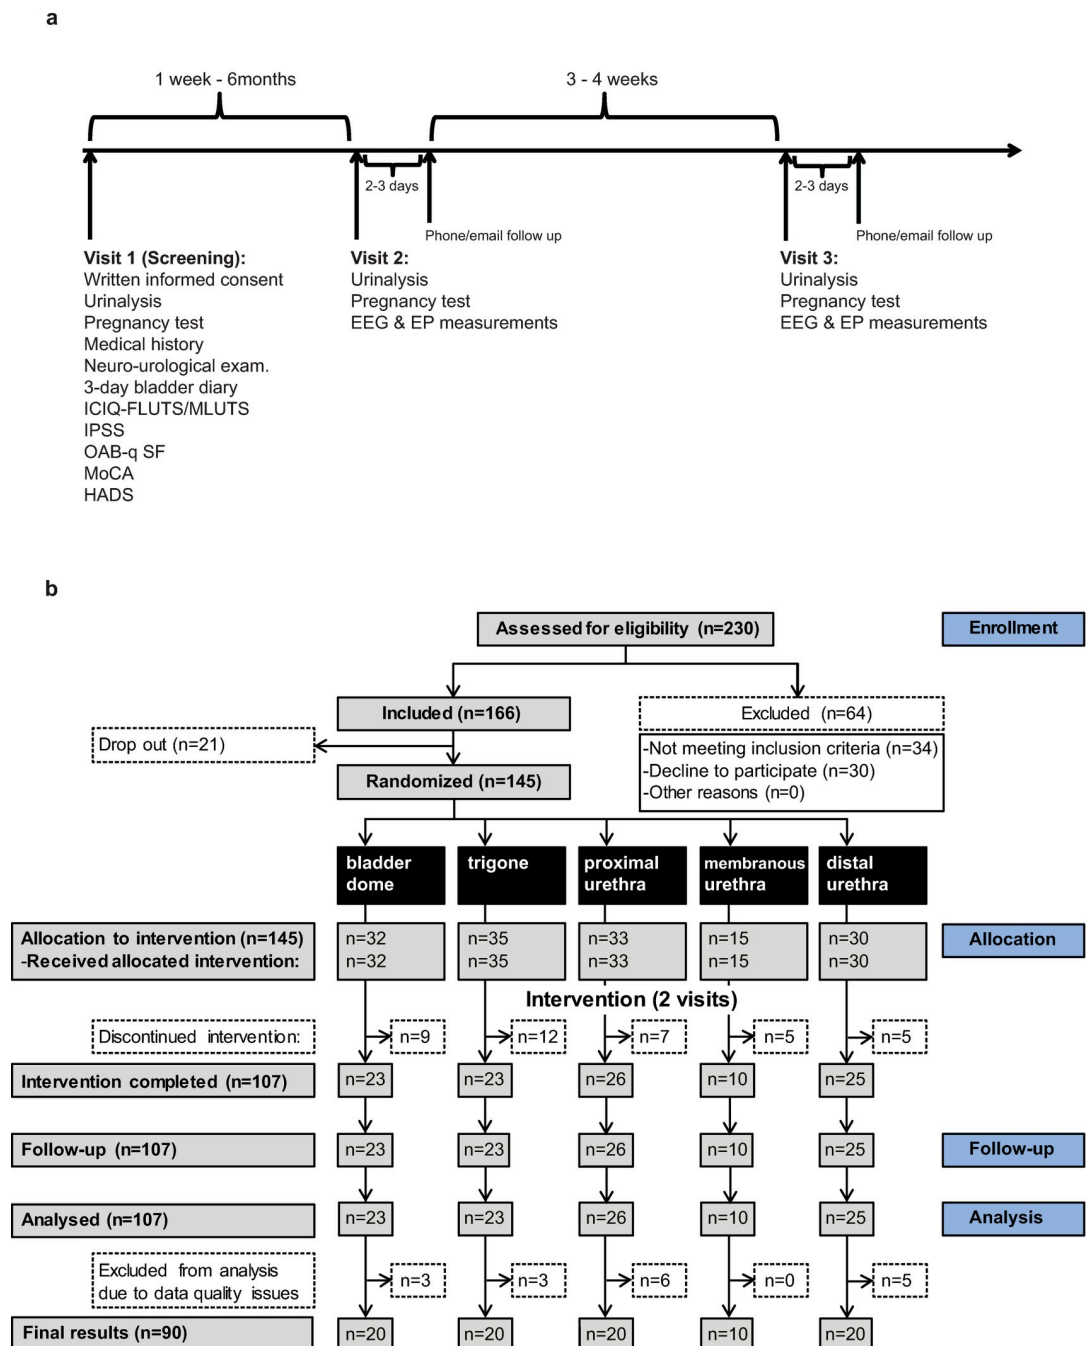 a
1 week - 6months
3 - 4 weeks
2-3 days
2-3 days
Phone/email follow up
Phone/email follow up
Visit 1 (Screening):
Written informed consent
Urinalysis
Pregnancy test
Medical history
Neuro-urological exam.
3-day bladder diary
ICIQ-FLUTS/MLUTS
IPSS
OAB-q SF
MoCA
HADS
Visit 2:
Urinalysis
Pregnancy test
EEG & EP measurements
Visit 3:
Urinalysis
Pregnancy test
EEG & EP measurements
b
Assessed for eligibility (n=230)
Enrollment
Included (n=166)
Excluded (n=64)
-Not meeting inclusion criteria (n=34)
-Decline to participate (n=30)
-Other reasons (n=0)
Drop out (n=21)
Randomized (n=145)
bladder
dome
trigone
proximal
urethra
membranous
urethra
distal
urethra
Allocation to intervention (n=145)
-Received allocated intervention:
n=32
n=32
n=35
n=35
n=33
n=33
n=15
n=15
n=30
n=30
Allocation
Intervention (2 visits)
Discontinued intervention:
n=9
n=12
n=7
n=5
n=5
Intervention completed (n=107)
n=23
n=23
n=26
n=10
n=25
Follow-up (n=107)
n=23
n=23
n=26
n=10
n=25
Follow-up
Analysed (n=107)
n=23
n=23
n=26
n=10
n=25
Analysis
Excluded from analysis
due to data quality issues
n=3
n=3
n=6
n=0
n=5
Final results (n=90)
n=20
n=20
n=20
n=10
n=20